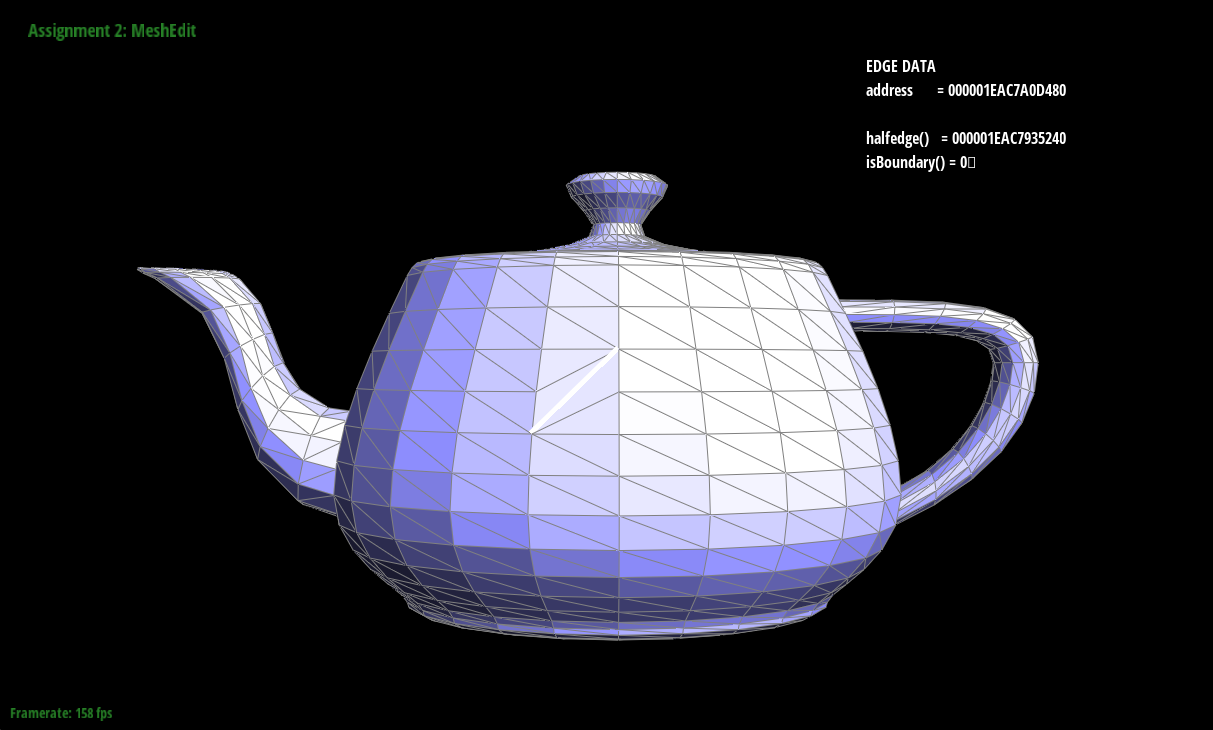 Assignment 2: MeshEdit
EDGE DATA
address = 000001EAC7A0D480
halfedge() = 000001EAC7935240
isBoundary() = 0
Framerate: 158 fps